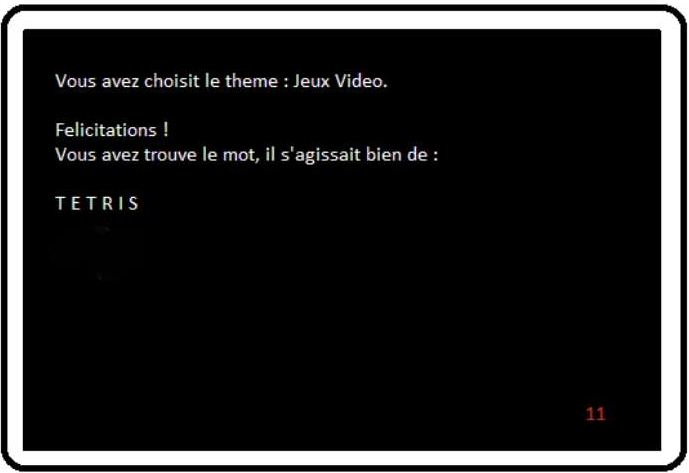 Vous avez choisit le theme : Jeux Video.
Felicitations !
Vous avez trouve le mot, il s'agissait bien de :
T E T R I S
11